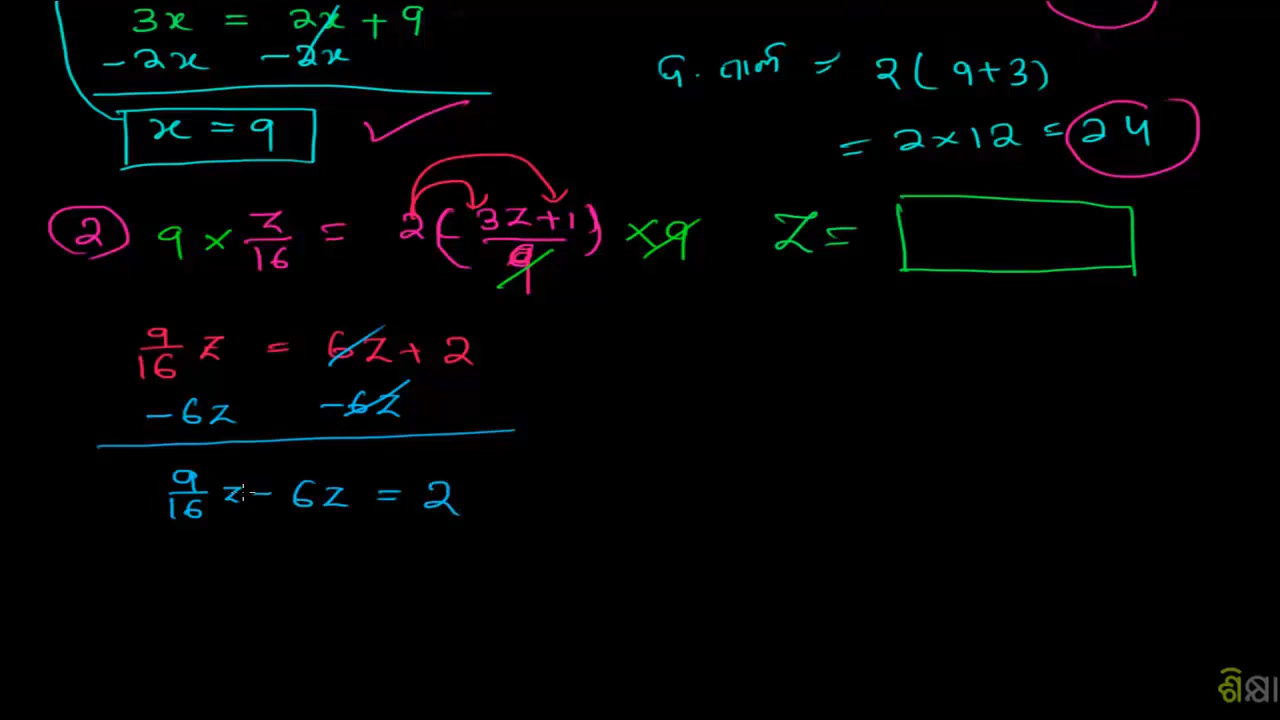 3x = 2x + 9
-2x -2x
x = 9
= 2(9+3)
= 2×12 = 24
2 9 × z/16 = 2(3z+1/9) ×9 z =
9/16 z = 6z + 2
-6z -6z
9/16 z - 6z = 2
ଶିକ୍ଷା